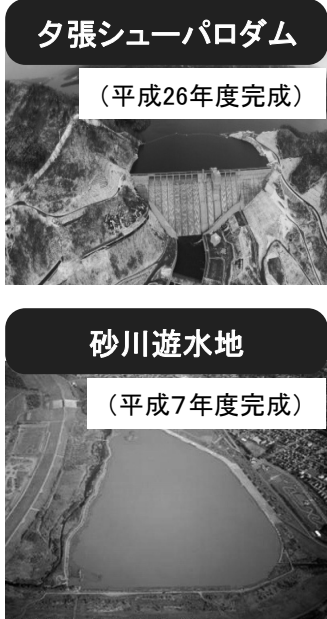 夕張シューパロダム
（平成26年度完成）
砂川遊水地
（平成７年度完成）